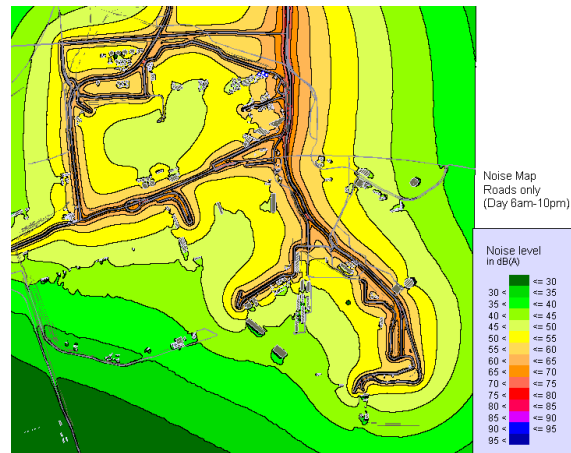 Noise Map
Roads only
(Day 6am-10pm)
Noise level
in dB(A)
<= 30
30 < <= 35
35 < <= 40
40 < <= 45
45 < <= 50
50 < <= 55
55 < <= 60
60 < <= 65
65 < <= 70
70 < <= 75
75 < <= 80
80 < <= 85
85 < <= 90
90 < <= 95
95 <